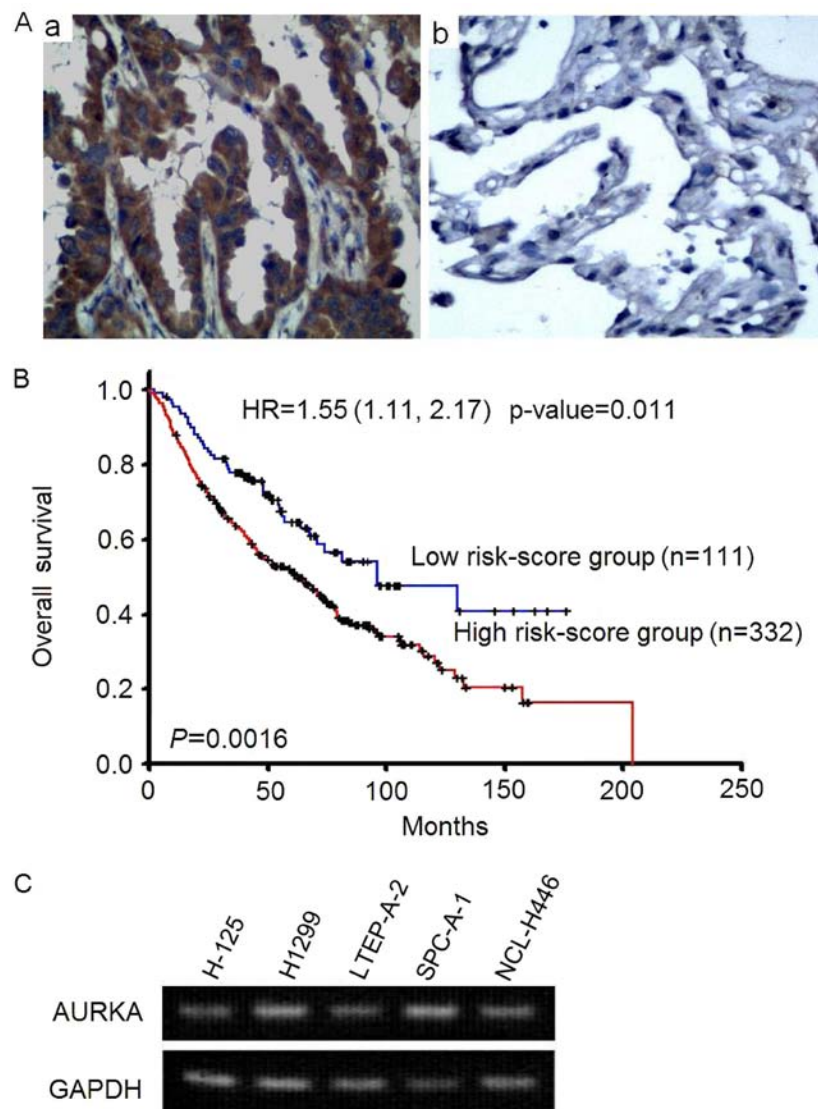 A
a
b
B
HR=1.55 (1.11, 2.17) p-value=0.011
1.0
0.8
0.6
0.4
0.2
0.0
Overall survival
Low risk-score group (n=111)
High risk-score group (n=332)
P=0.0016
0 50 100 150 200 250
Months
C
H-125 H1299 LTEP-A-2 SPC-A-1 NCL-H446
AURKA
GAPDH